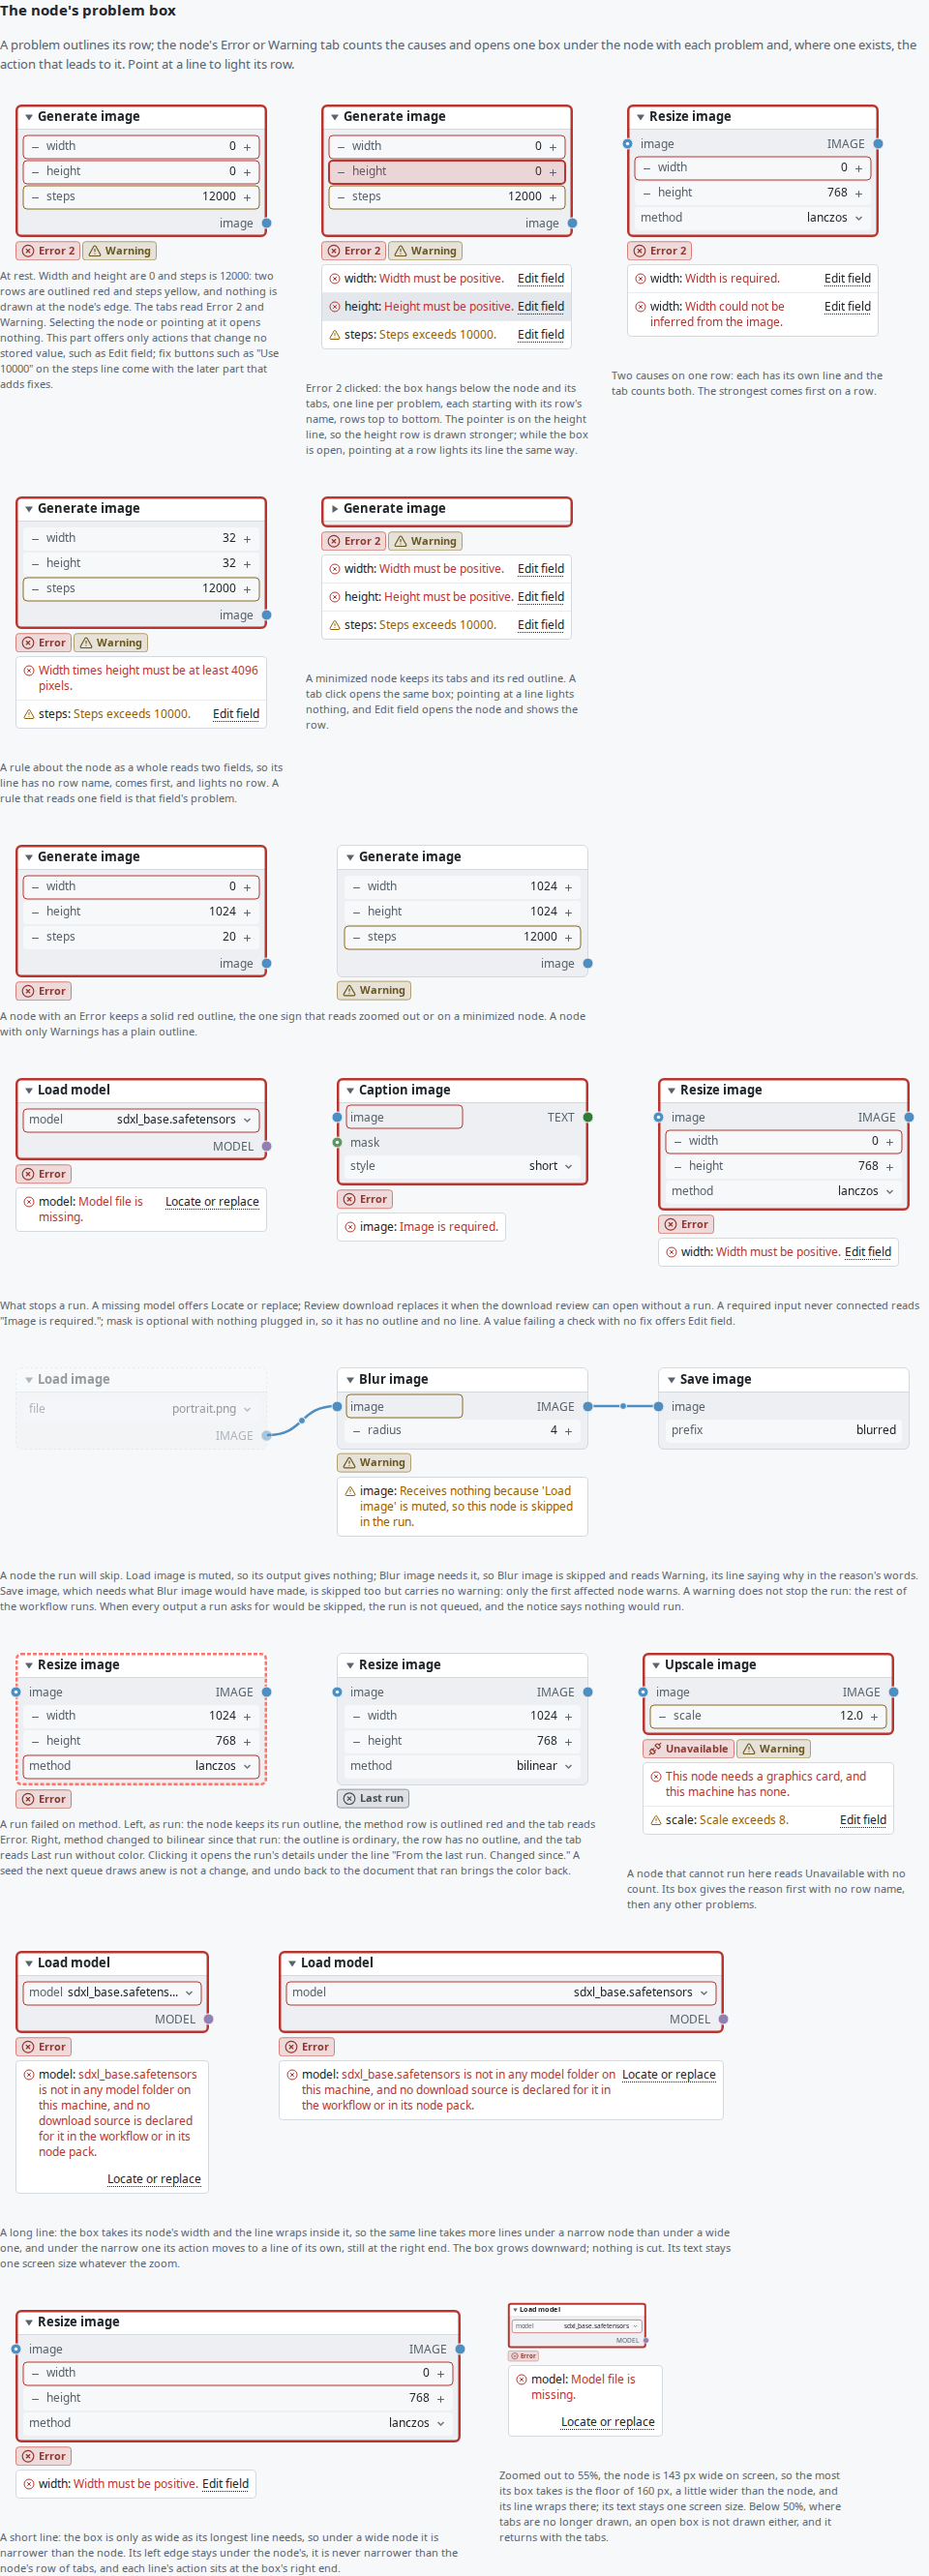 The node's problem box
A problem outlines its row; the node's Error or Warning tab counts the causes and opens one box under the node with each problem and, where one exists, the
action that leads to it. Point at a line to light its row.
Generate image
– width 0 +
– height 0 +
– steps 12000 +
image
Error 2 Warning
At rest. Width and height are 0 and steps is 12000: two
rows are outlined red and steps yellow, and nothing is
drawn at the node's edge. The tabs read Error 2 and
Warning. Selecting the node or pointing at it opens
nothing. This part offers only actions that change no
stored value, such as Edit field; fix buttons such as "Use
10000" on the steps line come with the later part that
adds fixes.
Generate image
– width 0 +
– height 0 +
– steps 12000 +
image
Error 2 Warning
width: Width must be positive. Edit field
height: Height must be positive. Edit field
steps: Steps exceeds 10000. Edit field
Error 2 clicked: the box hangs below the node and its
tabs, one line per problem, each starting with its row's
name, rows top to bottom. The pointer is on the height
line, so the height row is drawn stronger; while the box
is open, pointing at a row lights its line the same way.
Resize image
image IMAGE
– width 0 +
– height 768 +
method lanczos
Error 2
width: Width is required. Edit field
width: Width could not be Edit field
inferred from the image.
Two causes on one row: each has its own line and the
tab counts both. The strongest comes first on a row.
Generate image
– width 32 +
– height 32 +
– steps 12000 +
image
Error Warning
Width times height must be at least 4096
pixels.
steps: Steps exceeds 10000. Edit field
A rule about the node as a whole reads two fields, so its
line has no row name, comes first, and lights no row. A
rule that reads one field is that field's problem.
Generate image
Error 2 Warning
width: Width must be positive. Edit field
height: Height must be positive. Edit field
steps: Steps exceeds 10000. Edit field
A minimized node keeps its tabs and its red outline. A
tab click opens the same box; pointing at a line lights
nothing, and Edit field opens the node and shows the
row.
Generate image
– width 0 +
– height 1024 +
– steps 20 +
image
Error
Generate image
– width 1024 +
– height 1024 +
– steps 12000 +
image
Warning
A node with an Error keeps a solid red outline, the one sign that reads zoomed out or on a minimized node. A node
with only Warnings has a plain outline.
Load model
model sdxl_base.safetensors
MODEL
Error
model: Model file is Locate or replace
missing.
Caption image
image TEXT
mask
style short
Error
image: Image is required.
Resize image
image IMAGE
– width 0 +
– height 768 +
method lanczos
Error
width: Width must be positive. Edit field
What stops a run. A missing model offers Locate or replace; Review download replaces it when the download review can open without a run. A required input never connected reads
"Image is required."; mask is optional with nothing plugged in, so it has no outline and no line. A value failing a check with no fix offers Edit field.
Load image
file portrait.png
IMAGE
Blur image
image IMAGE
– radius 4 +
Warning
image: Receives nothing because 'Load
image' is muted, so this node is skipped
in the run.
Save image
image
prefix blurred
A node the run will skip. Load image is muted, so its output gives nothing; Blur image needs it, so Blur image is skipped and reads Warning, its line saying why in the reason's words.
Save image, which needs what Blur image would have made, is skipped too but carries no warning: only the first affected node warns. A warning does not stop the run: the rest of
the workflow runs. When every output a run asks for would be skipped, the run is not queued, and the notice says nothing would run.
Resize image
image IMAGE
– width 1024 +
– height 768 +
method lanczos
Error
Resize image
image IMAGE
– width 1024 +
– height 768 +
method bilinear
Last run
A run failed on method. Left, as run: the node keeps its run outline, the method row is outlined red and the tab reads
Error. Right, method changed to bilinear since that run: the outline is ordinary, the row has no outline, and the tab
reads Last run without color. Clicking it opens the run's details under the line "From the last run. Changed since." A
seed the next queue draws anew is not a change, and undo back to the document that ran brings the color back.
Upscale image
image IMAGE
– scale 12.0 +
Unavailable Warning
This node needs a graphics card, and
this machine has none.
scale: Scale exceeds 8. Edit field
A node that cannot run here reads Unavailable with no
count. Its box gives the reason first with no row name,
then any other problems.
Load model
model sdxl_base.safetens...
MODEL
Error
model: sdxl_base.safetensors
is not in any model folder on
this machine, and no
download source is declared
for it in the workflow or in its
node pack.
Locate or replace
Load model
model sdxl_base.safetensors
MODEL
Error
model: sdxl_base.safetensors is not in any model folder on Locate or replace
this machine, and no download source is declared for it in
the workflow or in its node pack.
A long line: the box takes its node's width and the line wraps inside it, so the same line takes more lines under a narrow node than under a wide
one, and under the narrow one its action moves to a line of its own, still at the right end. The box grows downward; nothing is cut. Its text stays
one screen size whatever the zoom.
Resize image
image IMAGE
– width 0 +
– height 768 +
method lanczos
Error
width: Width must be positive. Edit field
A short line: the box is only as wide as its longest line needs, so under a wide node it is
narrower than the node. Its left edge stays under the node's, it is never narrower than the
node's row of tabs, and each line's action sits at the box's right end.
Load model
model sdxl_base.safetensors
MODEL
Error
model: Model file is
missing.
Locate or replace
Zoomed out to 55%, the node is 143 px wide on screen, so the most
its box takes is the floor of 160 px, a little wider than the node, and
its line wraps there; its text stays one screen size. Below 50%, where
tabs are no longer drawn, an open box is not drawn either, and it
returns with the tabs.